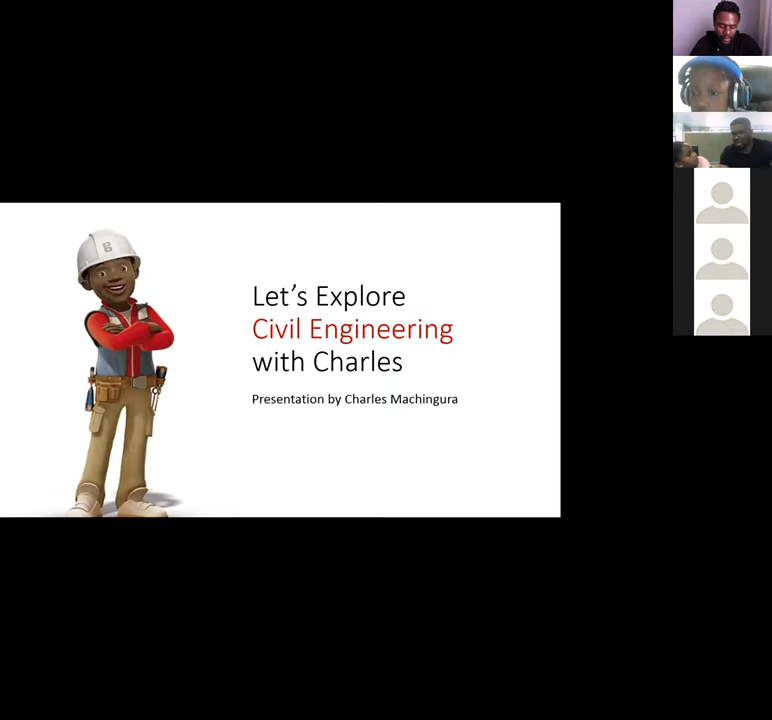 Let’s Explore
Civil Engineering
with Charles
Presentation by Charles Machingura